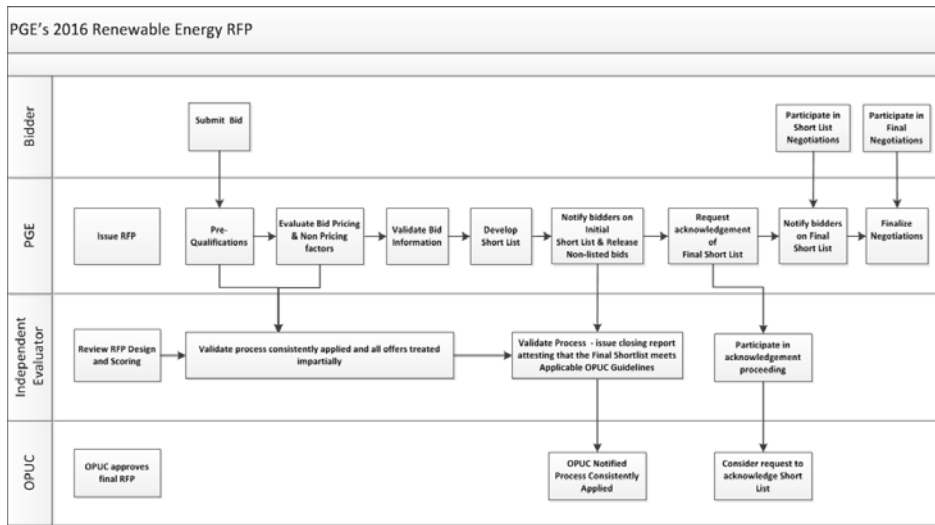 PGE's 2016 Renewable Energy RFP
Bidder
Submit Bid
Participate in
Short List
Negotiations
Participate in
Final
Negotiations
PGE
Issue RFP
Pre-
Qualifications
Evaluate Bid Pricing
& Non Pricing
factors
Validate Bid
Information
Develop
Short List
Notify bidders on
Initial
Short List & Release
Non-listed bids
Request
acknowledgement
of
Final Short List
Notify bidders
on Final
Short List
Finalize
Negotiations
Independent
Evaluator
Review RFP Design
and Scoring
Validate process consistently applied and all offers treated
impartially
Validate Process - issue closing report
attesting that the Final Shortlist meets
Applicable OPUC Guidelines
Participate in
acknowledgement
proceeding
OPUC
OPUC approves
final RFP
OPUC Notified
Process Consistently
Applied
Consider request to
acknowledge Short
List